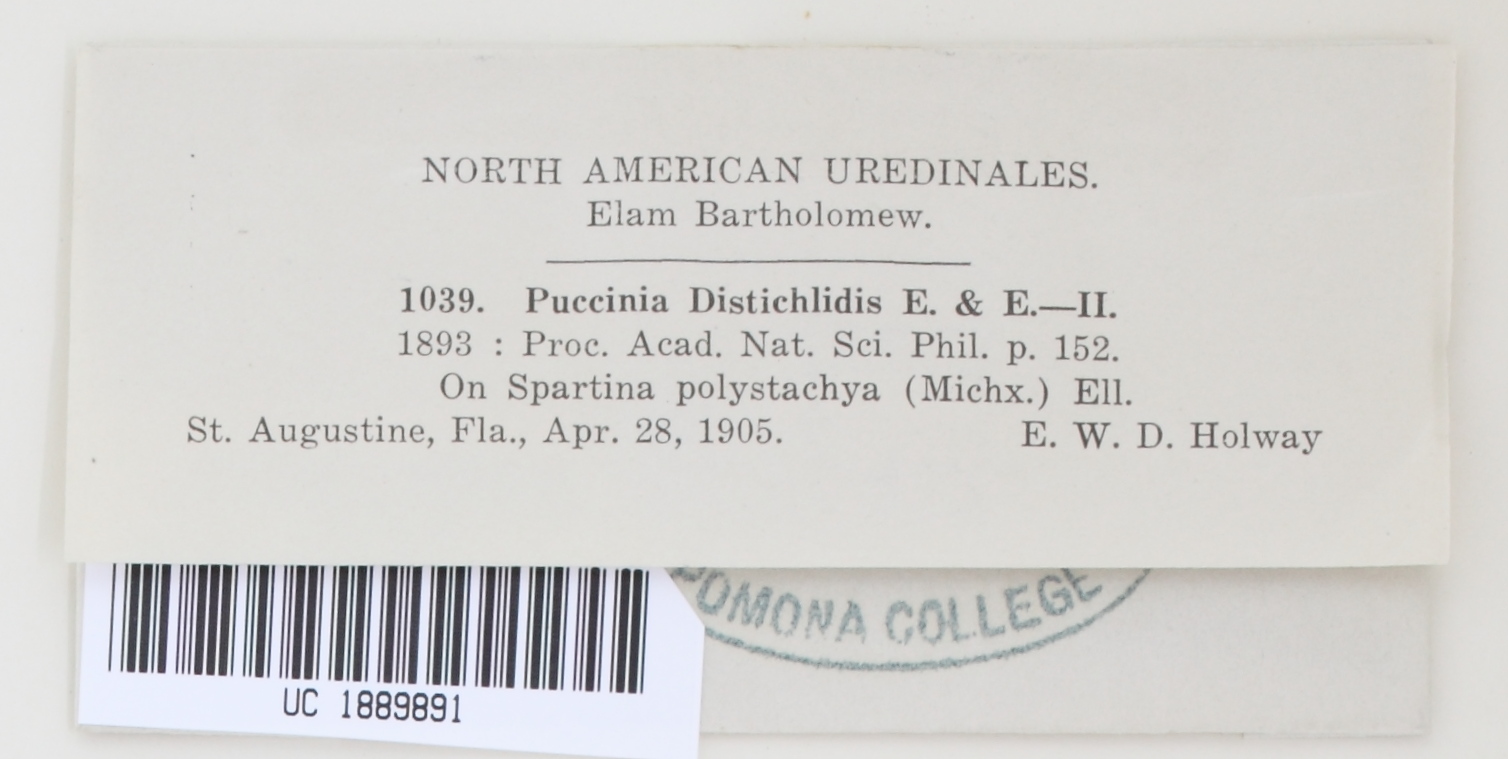 NORTH AMERICAN UREDINALES.
Elam Bartholomew.
1039. Puccinia Distichlidis E. & E.—II.
1893 : Proc. Acad. Nat. Sci. Phil. p. 152.
On Spartina polystachya (Michx.) Ell.
St. Augustine, Fla., Apr. 28, 1905. E. W. D. Holway
POMONA COLLEGE
UC 1889891